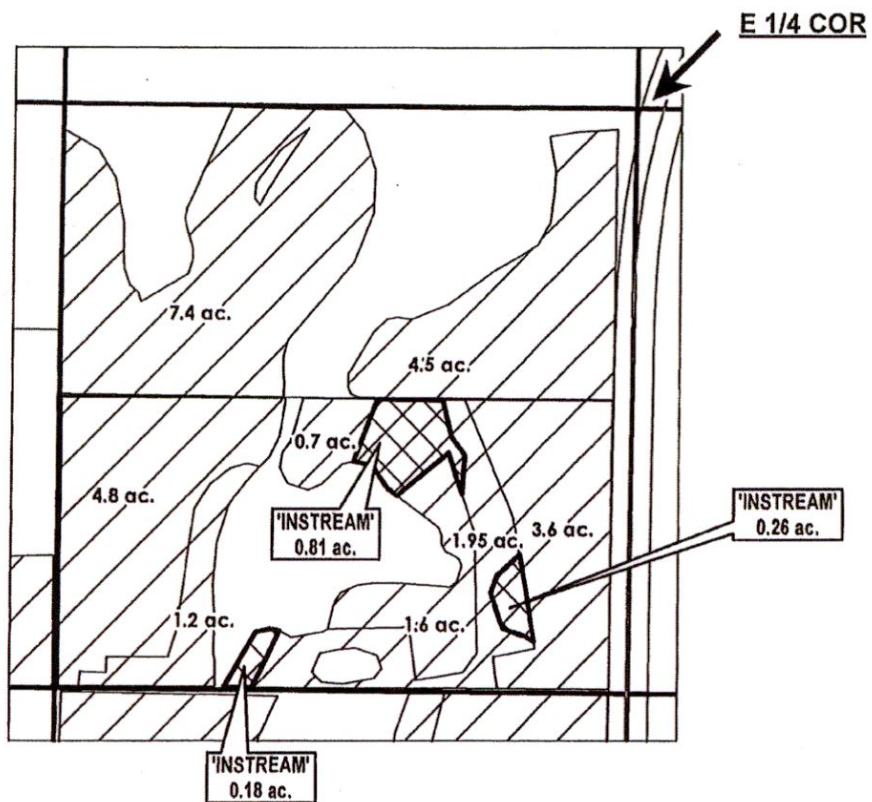 E 1/4 COR
7.4 ac.
4.5 ac.
0.7 ac.
4.8 ac.
'INSTREAM'
0.81 ac.
'INSTREAM'
0.26 ac.
1.95 ac.
3.6 ac.
1.2 ac.
1.6 ac.
'INSTREAM'
0.18 ac.